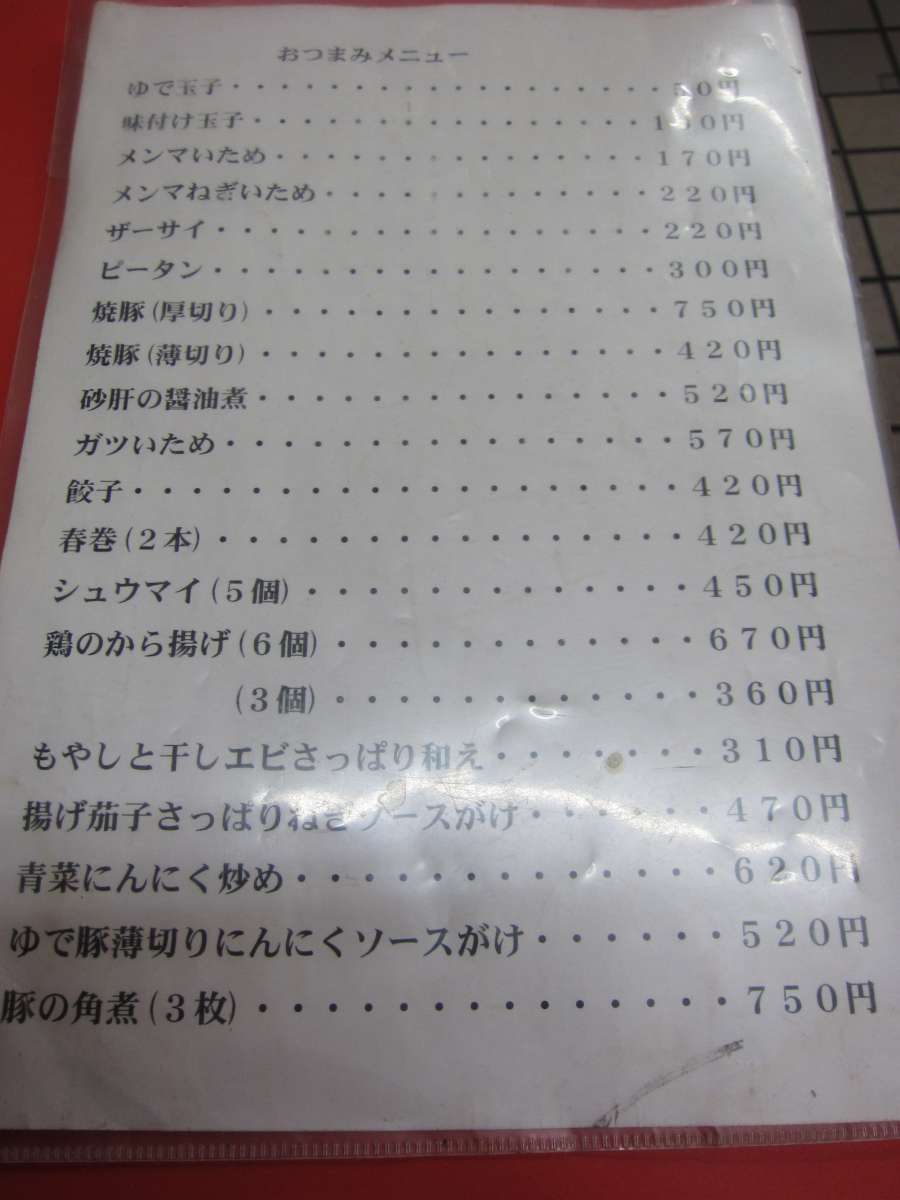 おつまみメニュー
ゆで玉子・・・・・・・・・・・・・・・・・・・50円
味付け玉子・・・・・・・・・・・・・・・・・・円
メンマいため・・・・・・・・・・・・・・・・・170円
メンマねぎいため・・・・・・・・・・・・・・・220円
ザーサイ・・・・・・・・・・・・・・・・・・・220円
ピータン・・・・・・・・・・・・・・・・・・・300円
焼豚(厚切り)・・・・・・・・・・・・・・・・750円
焼豚(薄切り)・・・・・・・・・・・・・・・・420円
砂肝の醤油煮・・・・・・・・・・・・・・・・・520円
ガツいため・・・・・・・・・・・・・・・・・・570円
餃子・・・・・・・・・・・・・・・・・・・・・420円
春巻(2本)・・・・・・・・・・・・・・・・・420円
シュウマイ(5個)・・・・・・・・・・・・・・450円
鶏のから揚げ(6個)・・・・・・・・・・・・・670円
(3個)・・・・・・・・・・・・・360円
もやしと干しエビさっぱり和え・・・・・・・・310円
揚げ茄子さっぱりねぎソースがけ・・・・・・・470円
青菜にんにく炒め・・・・・・・・・・・・・・620円
ゆで豚薄切りにんにくソースがけ・・・・・・520円
豚の角煮(3枚)・・・・・・・・・・・・・・・750円